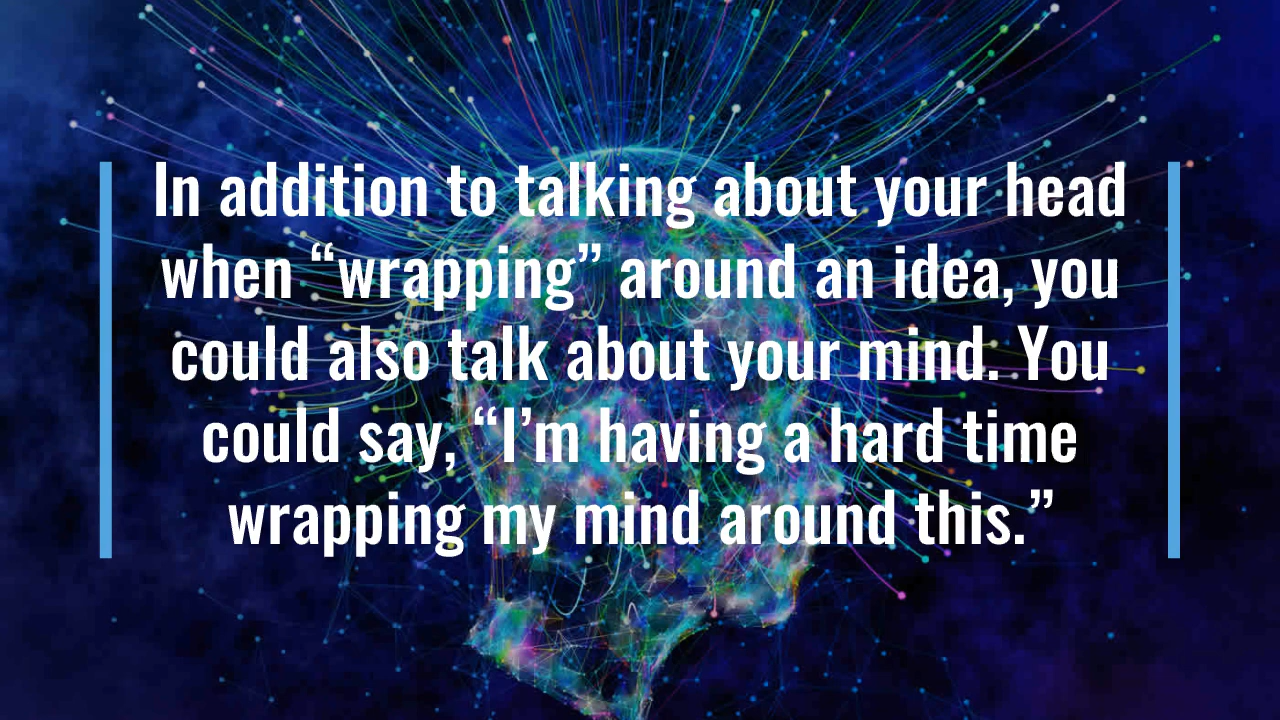 In addition to talking about your head
when “wrapping” around an idea, you
could also talk about your mind. You
could say, “I’m having a hard time
wrapping my mind around this.”